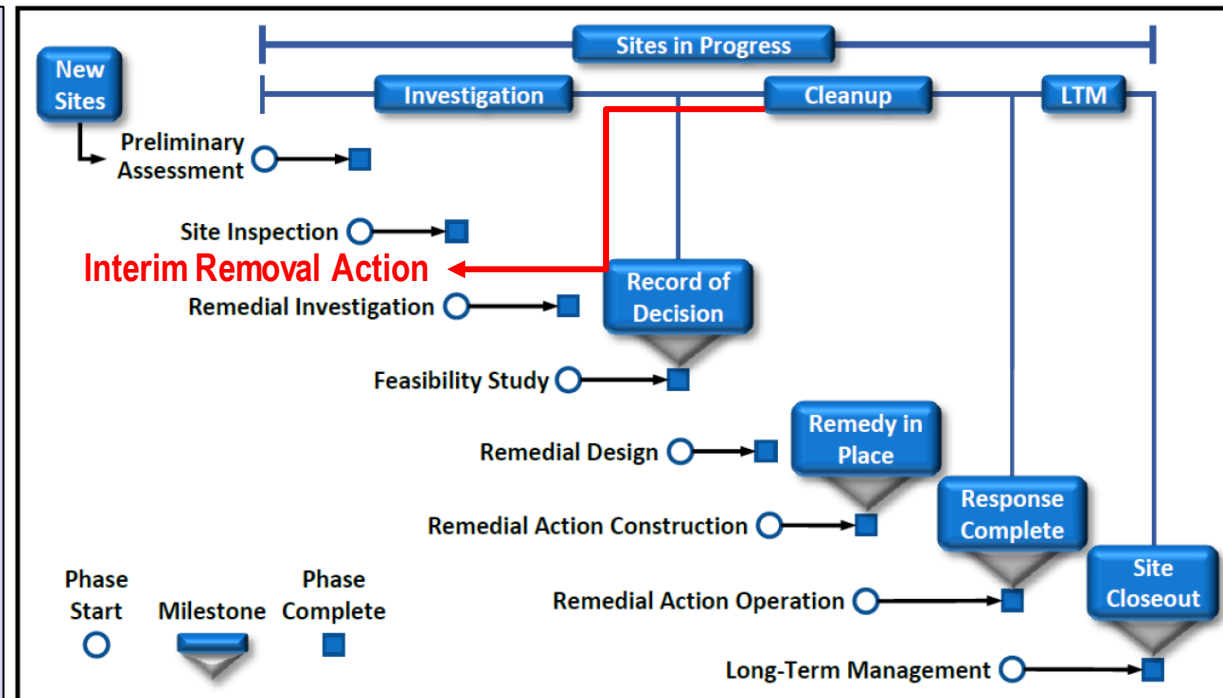 Sites in Progress
New
Sites
Investigation
Cleanup
LTM
Preliminary
Assessment
Site Inspection
Interim Removal Action
Remedial Investigation
Record of
Decision
Feasibility Study
Remedial Design
Remedy in
Place
Remedial Action Construction
Response
Complete
Phase
Start
Milestone
Phase
Complete
Remedial Action Operation
Site
Closeout
Long-Term Management